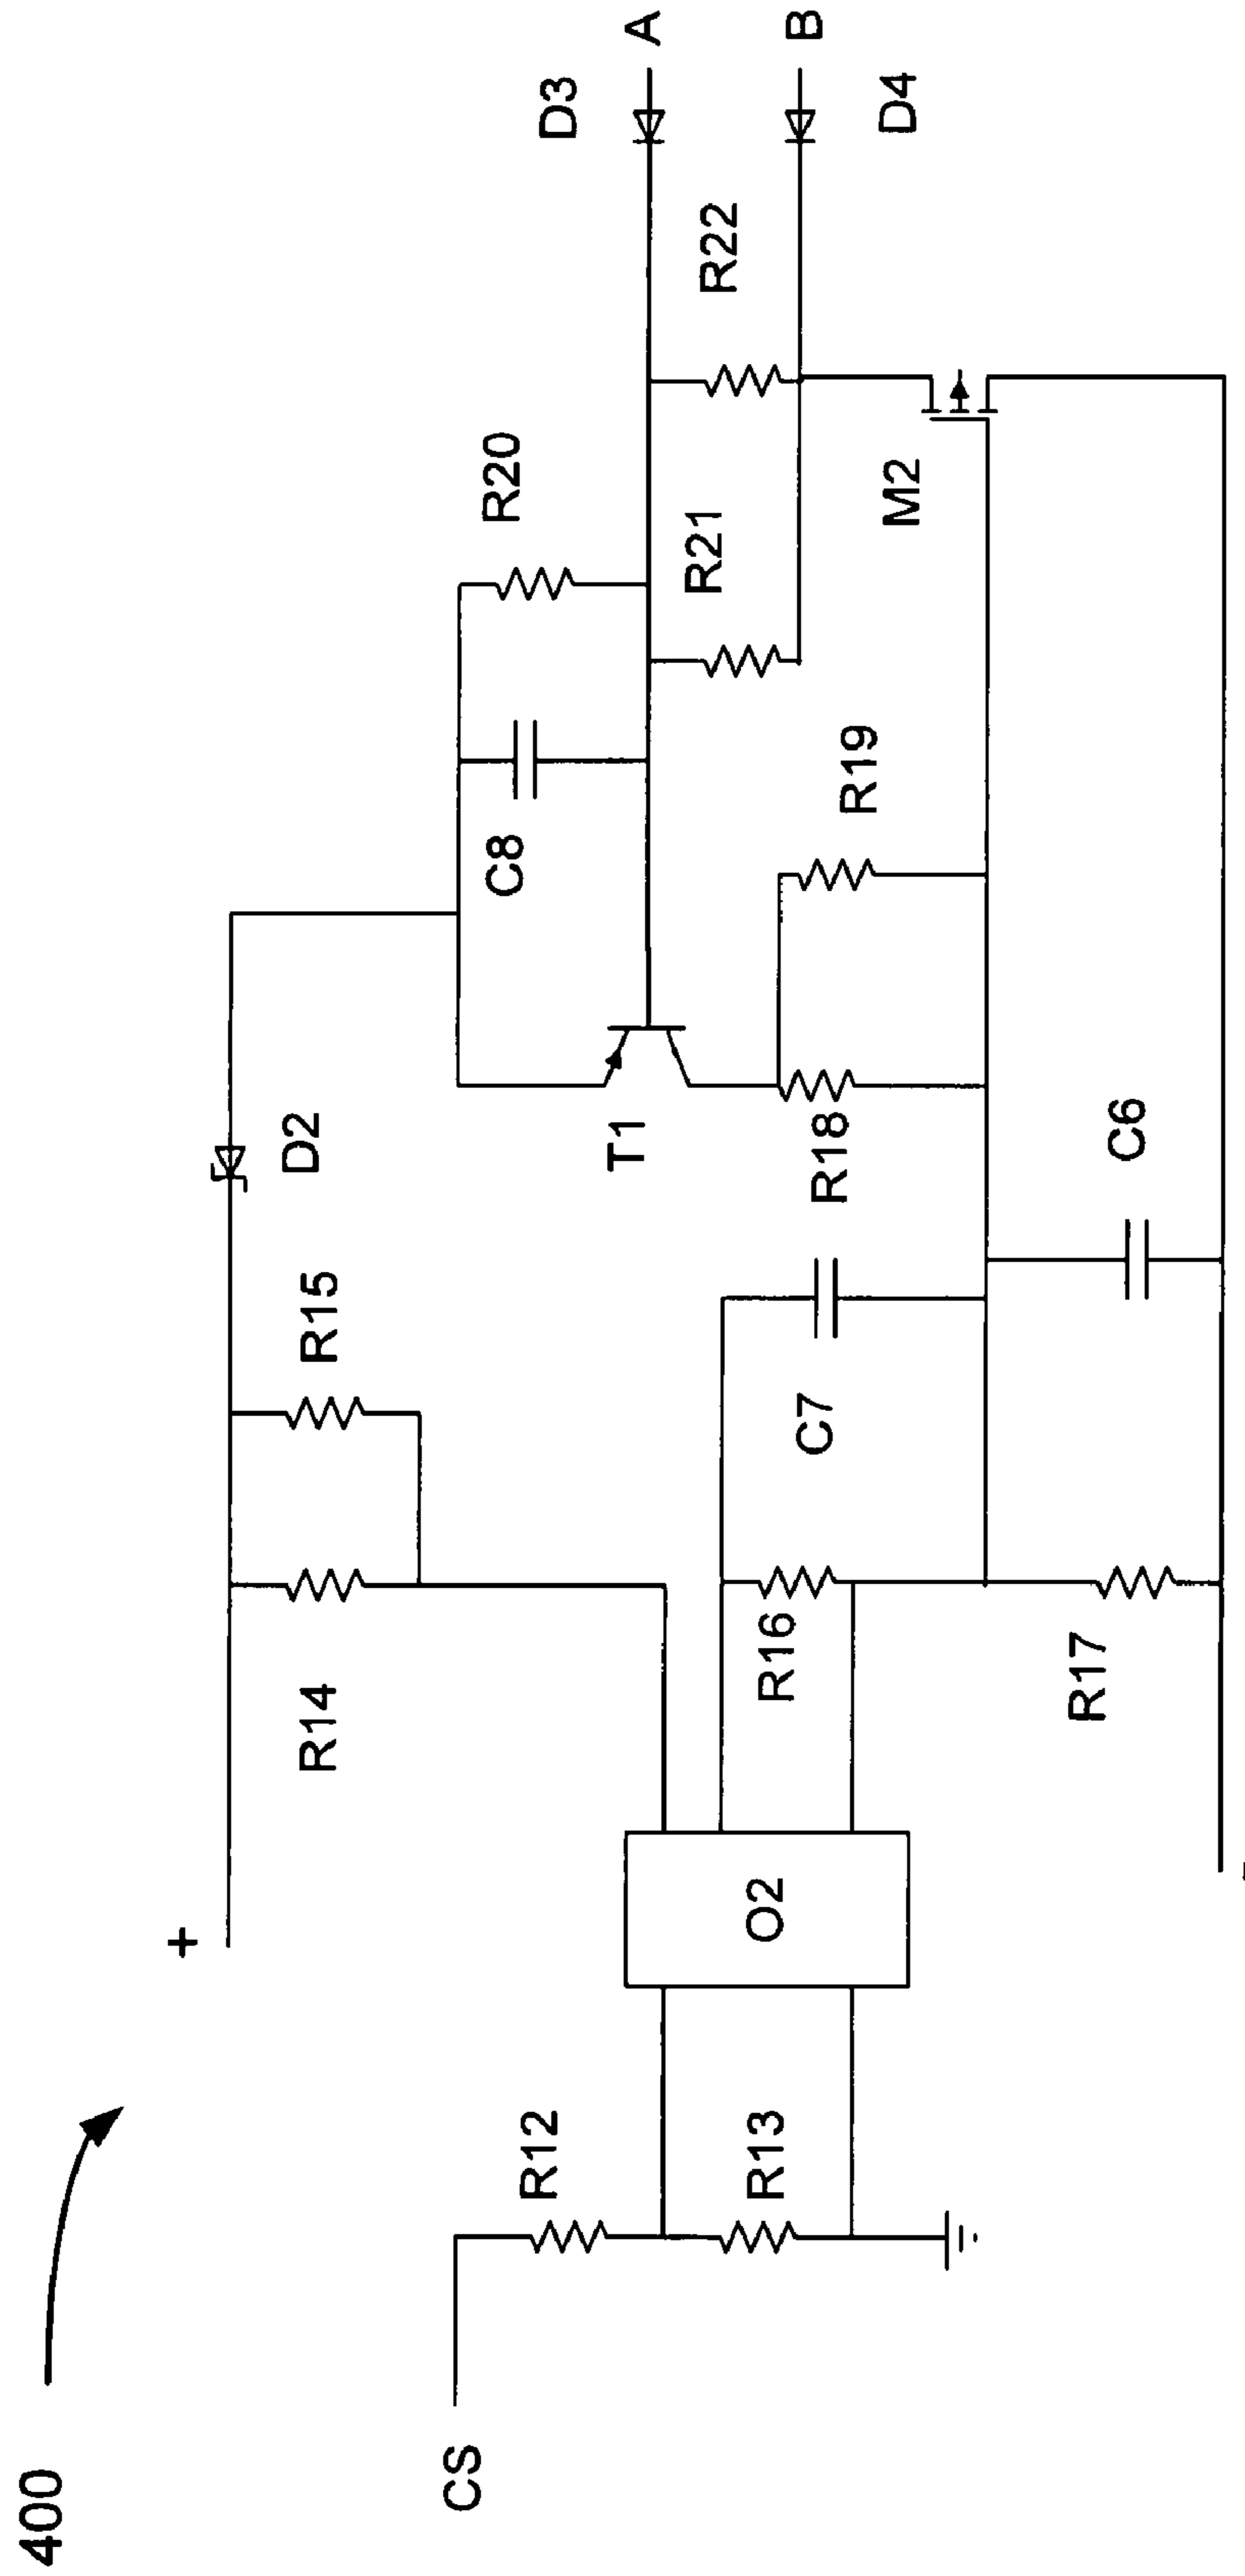 400
+
-
CS
R12
R13
O2
R14
R15
R16
R17
C7
C6
D2
T1
R18
R19
C8
R20
R21
R22
M2
D3
A
D4
B